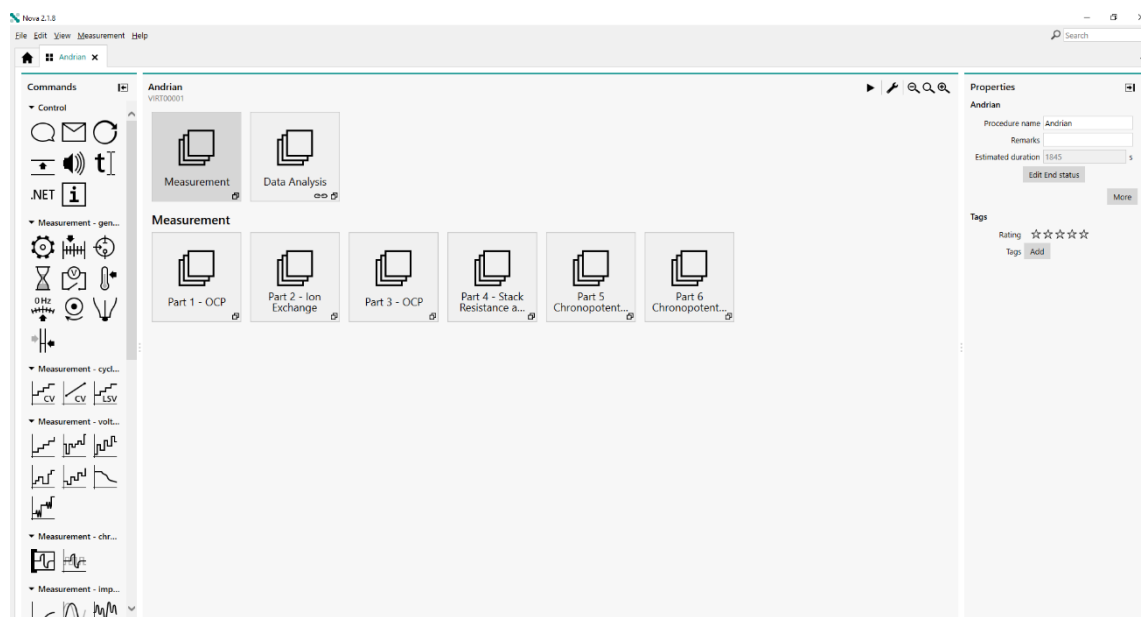 Nova 2.1.8
File Edit View Measurement Help
Search
Andrian
Commands
Control
t
.NET i
Measurement - gen...
V
0 Hz
Measurement - cycl...
CV CV LSV
Measurement - volt...
Measurement - chr...
Measurement - imp...
Andrian
VIRT00001
Measurement
Data Analysis
Measurement
Part 1 - OCP
Part 2 - Ion
Exchange
Part 3 - OCP
Part 4 - Stack
Resistance a...
Part 5
Chronopotent...
Part 6
Chronopotent...
Properties
Andrian
Procedure name Andrian
Remarks
Estimated duration 1845 s
Edit End status
More
Tags
Rating
Tags Add